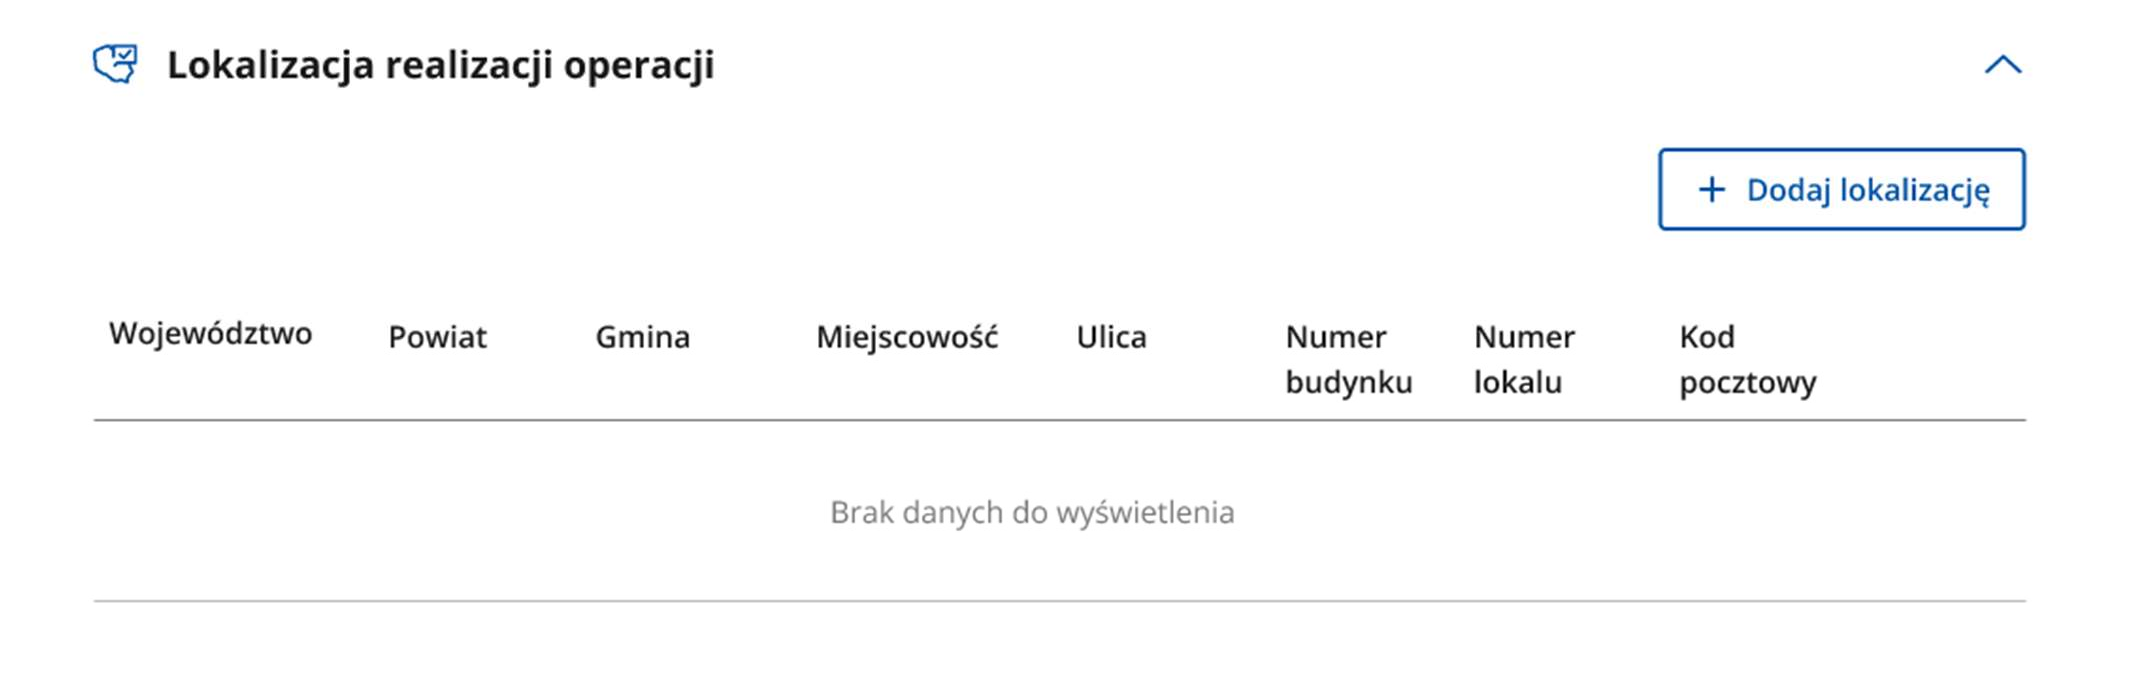 Lokalizacja realizacji operacji
+ Dodaj lokalizację
Województwo Powiat Gmina Miejscowość Ulica Numer budynku Numer lokalu Kod pocztowy
Brak danych do wyświetlenia